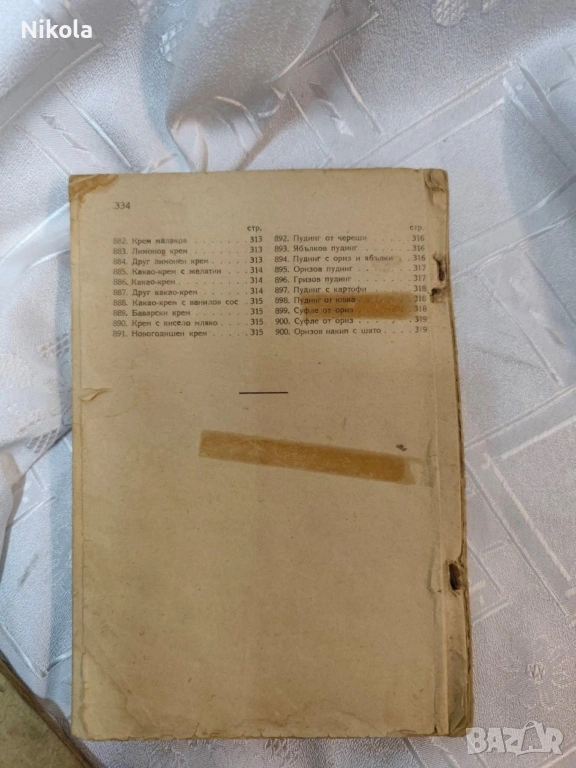 Nikola
334
стр.
882. Крем маланов . . . . . . 313
883. Лимонов крем . . . . . . 313
884. Друг лимонен крем . . . 313
885. Какао-крем с желатин . . 314
886. Какао-крем . . . . . . . 314
887. Друг какао-крем . . . . . 314
888. Какао-крем с ванилов сос 315
889. Баварски крем . . . . . . 315
890. Крем с кисело мляко . . 315
891. Новогодишен крем . . . . 315
стр.
892. Пудинг от череши . . . . 316
893. Ябълков пудинг . . . . . 316
894. Пудинг с ориз и ябълки . 316
895. Оризов пудинг . . . . . 317
896. Гризов пудинг . . . . . 317
897. Пудинг с картофи . . . . 318
898. Пудинг от юфка . . . . . 318
899. Суфле от ориз . . . . . 318
900. Суфле от ориз . . . . . 319
900. Оризов накип с шато . . 319
BAZAR